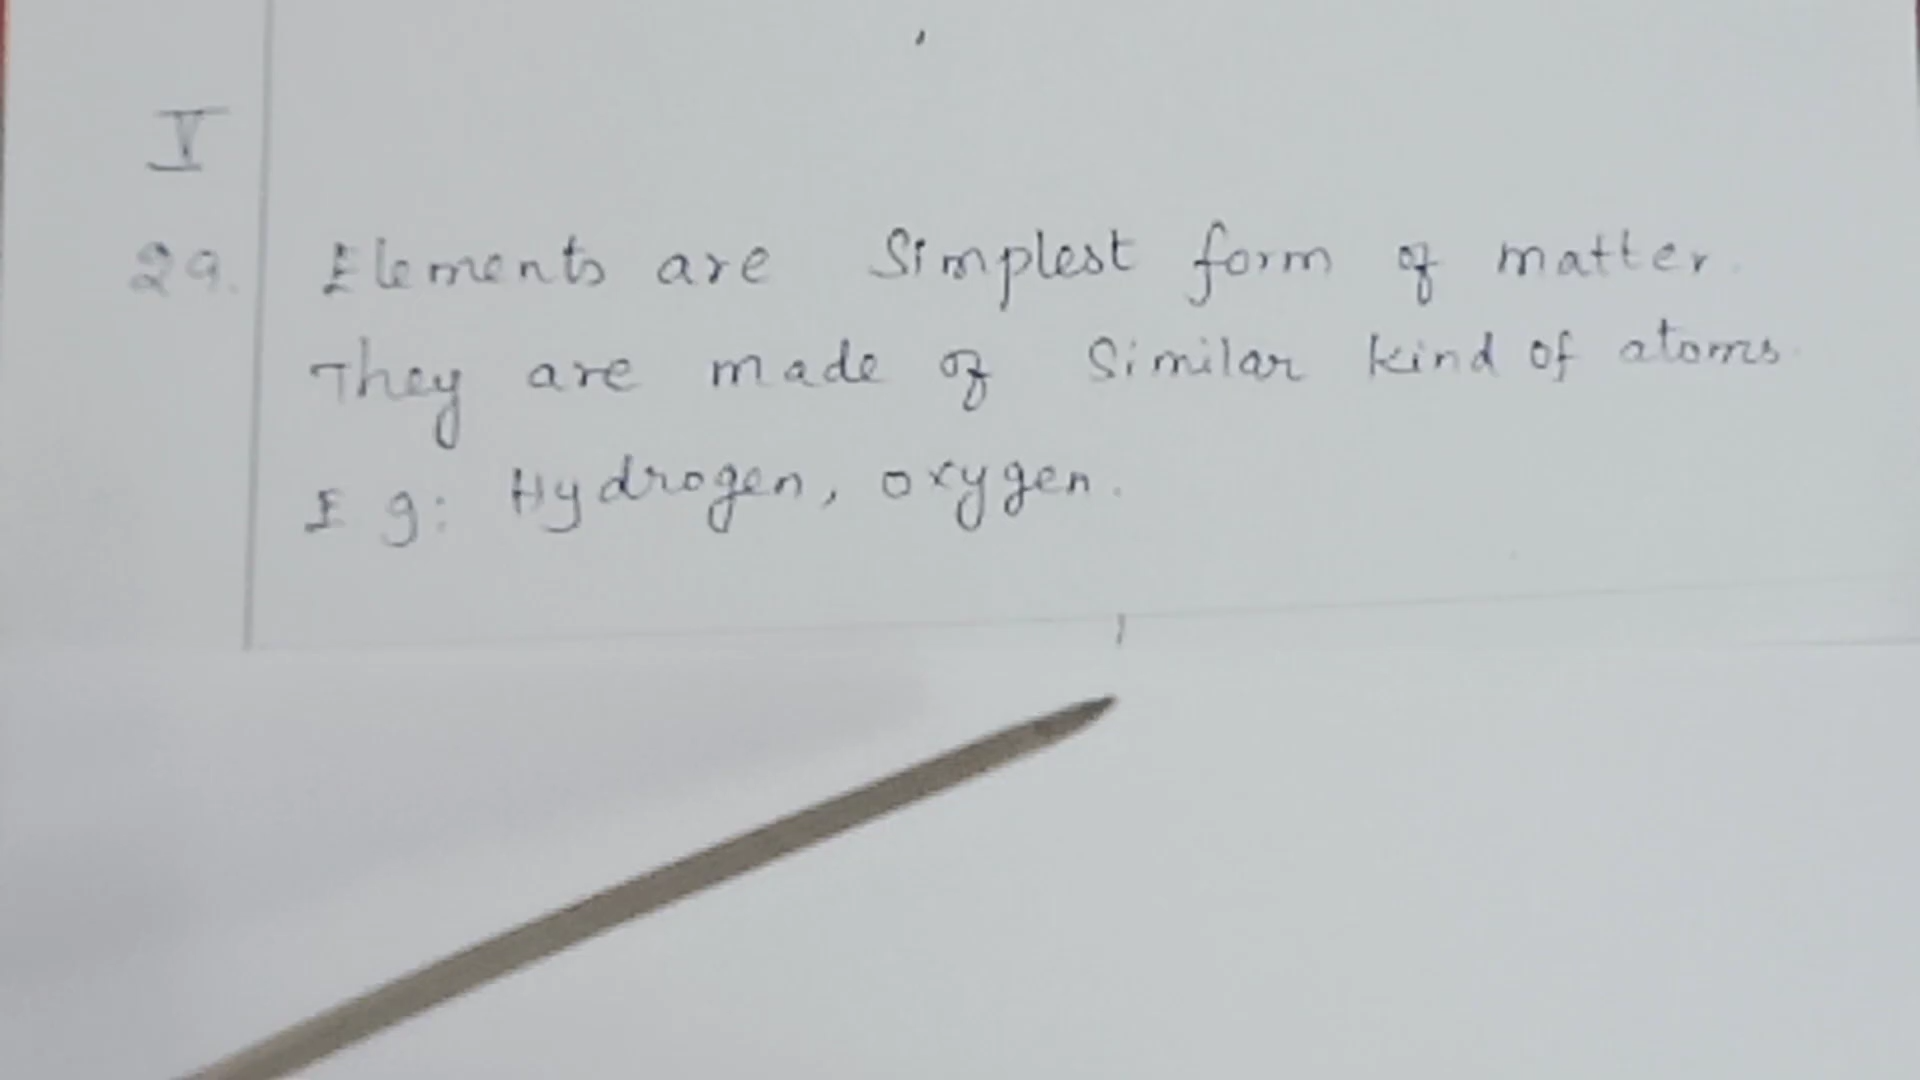 V
29. Elements are Simplest form of matter.
They are made of Similar kind of atoms.
Eg: Hydrogen, oxygen.